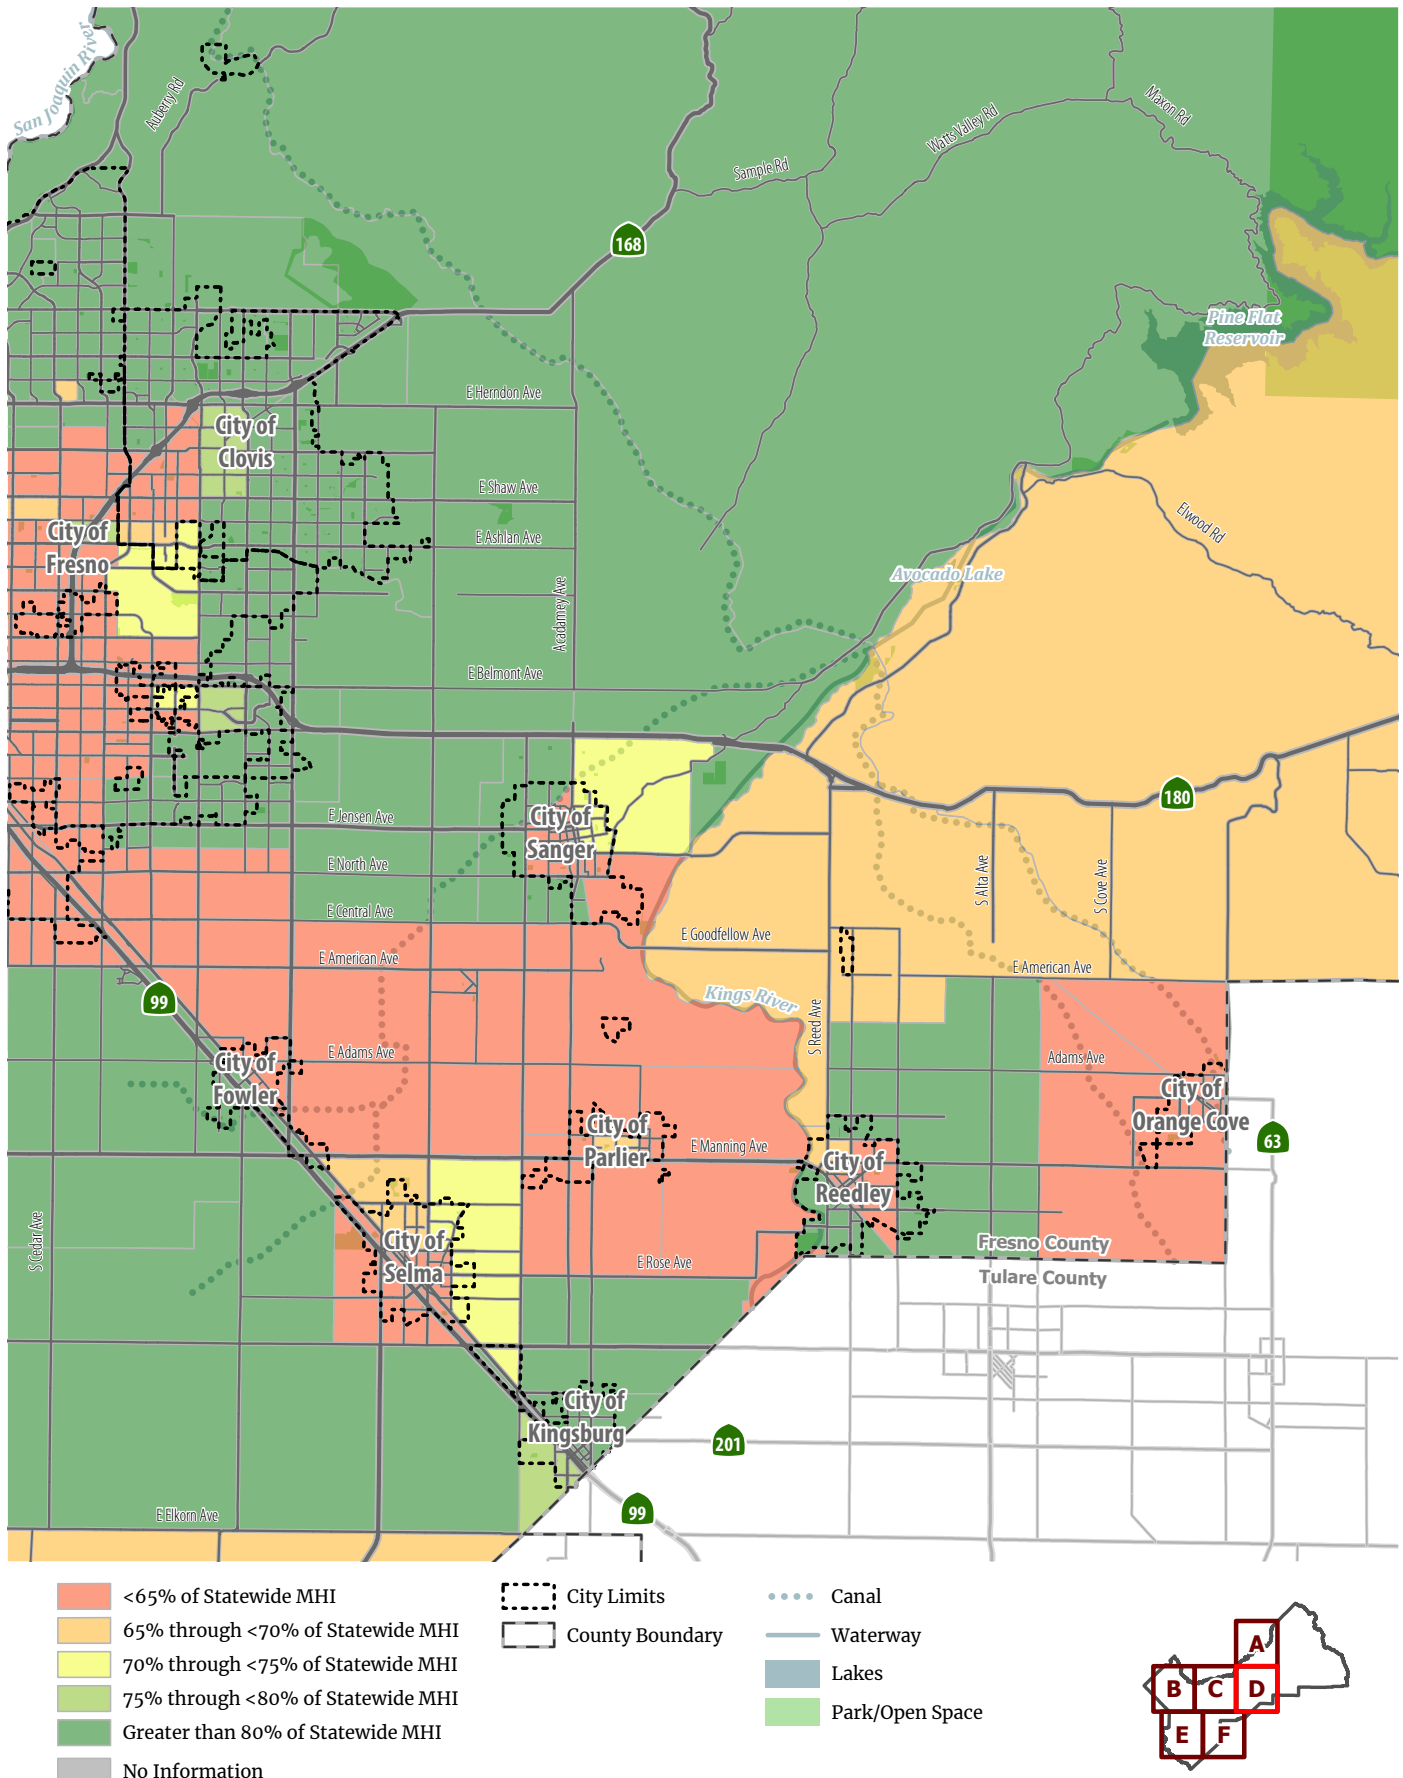 San Joaquin River
Auberry Rd
Maxon Rd
Watts Valley Rd
Sample Rd
168
Pine Flat
Reservoir
E Herndon Ave
City of
Clovis
E Shaw Ave
City of
Fresno
E Ashlan Ave
Elwood Rd
Avocado Lake
Acadamey Ave
E Belmont Ave
180
E Jensen Ave
City of
Sanger
E North Ave
S Alta Ave
S Cove Ave
E Central Ave
E Goodfellow Ave
E American Ave
E American Ave
99
Kings River
S Reed Ave
E Adams Ave
Adams Ave
City of
Fowler
City of
Orange Cove
City of
Parlier
E Manning Ave
63
City of
Reedley
S Cedar Ave
City of
Selma
Fresno County
E Rose Ave
Tulare County
City of
Kingsburg
201
E Elkorn Ave
99
<65% of Statewide MHI
65% through <70% of Statewide MHI
70% through <75% of Statewide MHI
75% through <80% of Statewide MHI
Greater than 80% of Statewide MHI
No Information
City Limits
County Boundary
Canal
Waterway
Lakes
Park/Open Space
A
B C D
E F